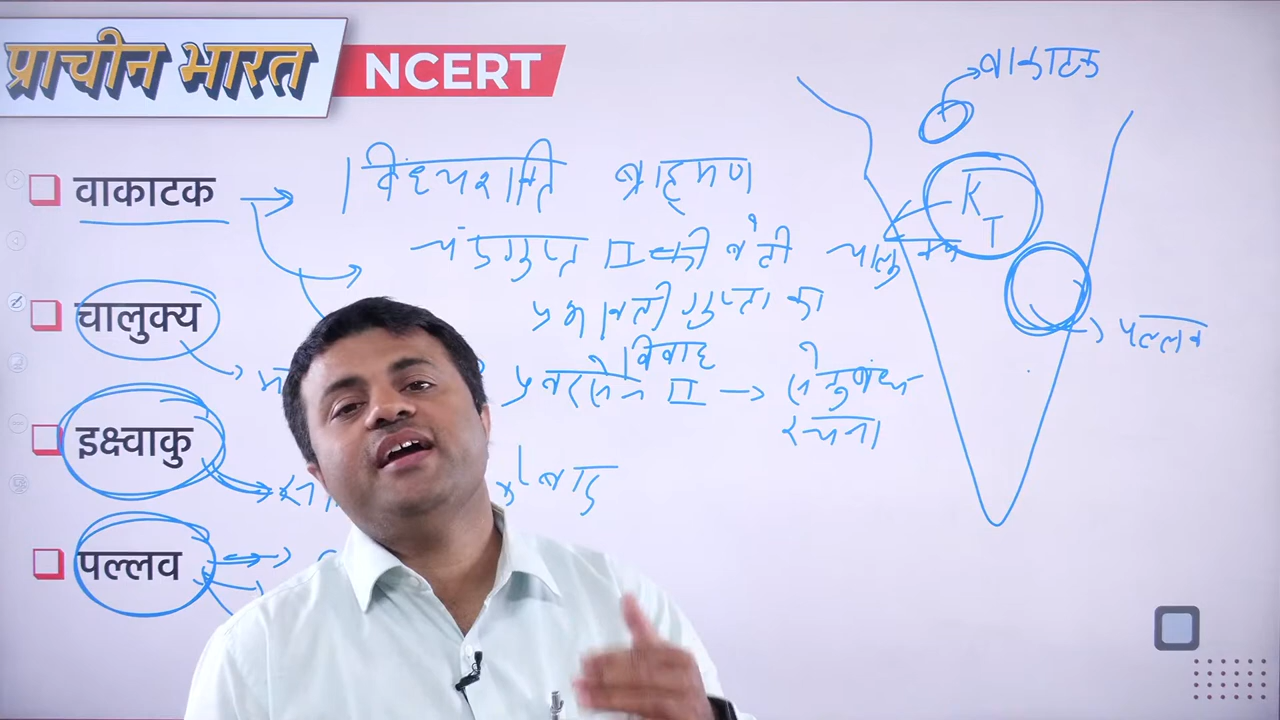 प्राचीन भारत NCERT
वाकाटक
विंध्यशक्ति ब्राह्मण
चंद्रगुप्त II की बेटी
प्रभावती गुप्ता का
विवाह
प्रवरसेन II → सेतुबंध
रचना
चालुक्य
इक्ष्वाकु
पल्लव
वाकाटक
K
T
चालुक्य
पल्लव